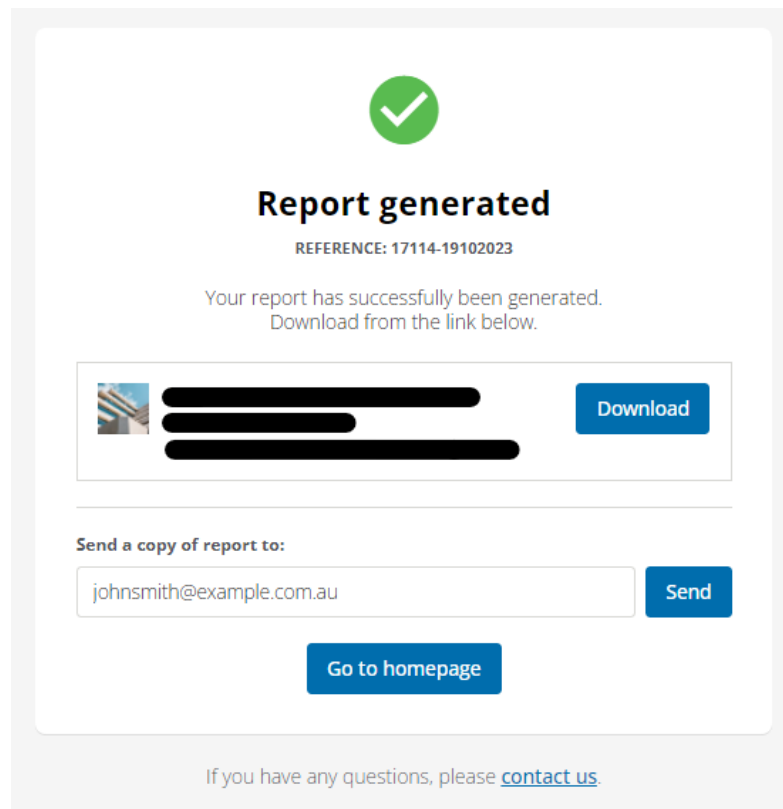 Report generated
REFERENCE: 17114-19102023
Your report has successfully been generated.
Download from the link below.
Download
Send a copy of report to:
johnsmith@example.com.au
Send
Go to homepage
If you have any questions, please contact us.